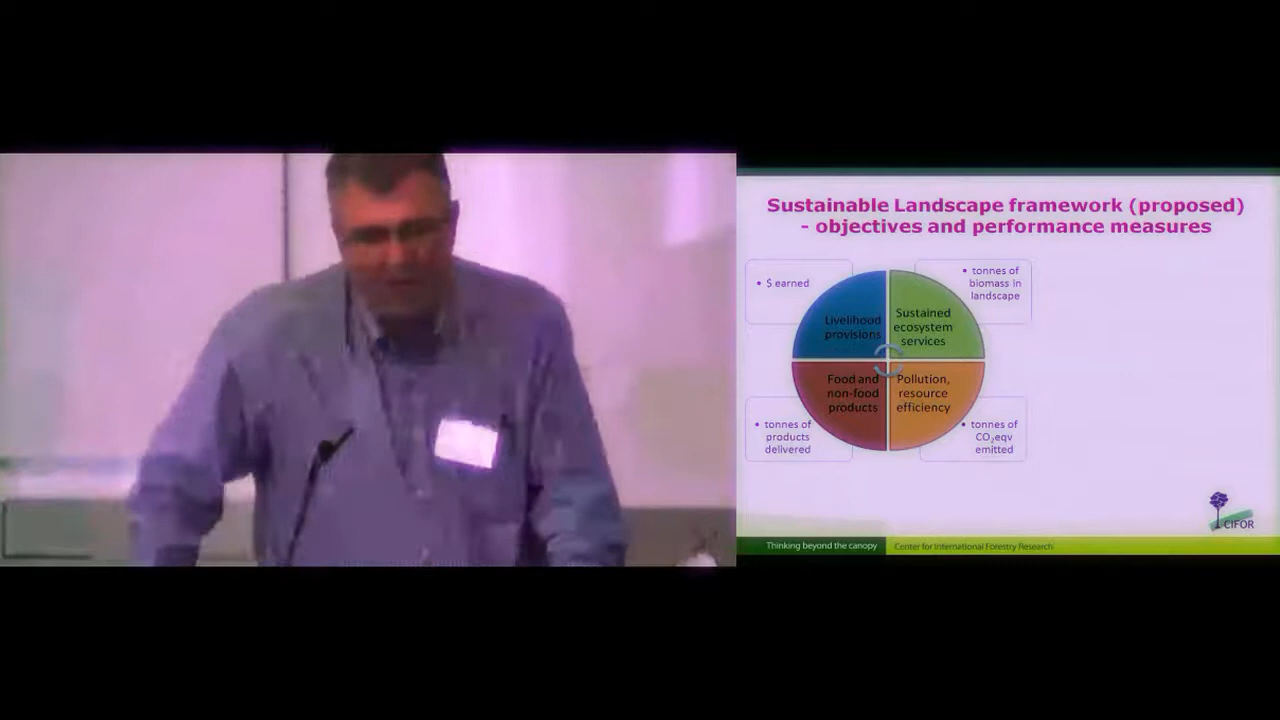 Sustainable Landscape framework (proposed)
- objectives and performance measures
• $ earned
• tonnes of
biomass in
landscape
Livelihood
provisions
Sustained
ecosystem
services
Food and
non-food
products
Pollution,
resource
efficiency
• tonnes of
products
delivered
• tonnes of
CO₂eqv
emitted
CIFOR
Thinking beyond the canopy
Center for International Forestry Research